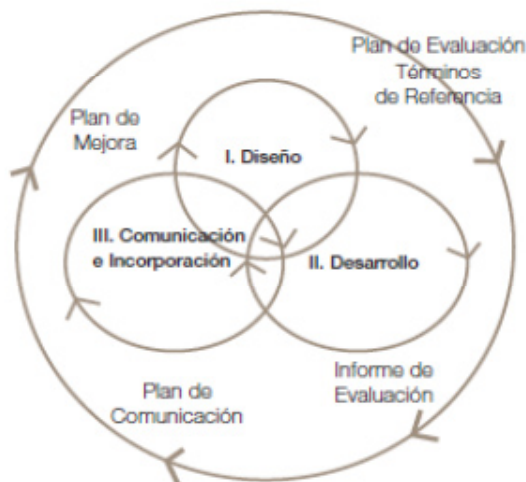 Plan de Evaluación
Términos
de Referencia
Plan de
Mejora
I. Diseño
III. Comunicación
e Incorporación
II. Desarrollo
Informe de
Evaluación
Plan de
Comunicación